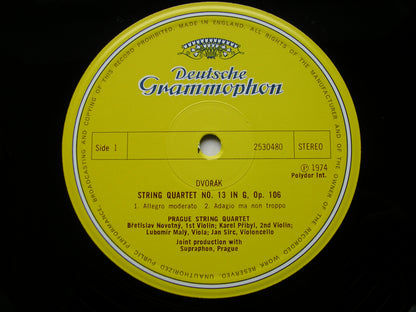 MADE IN ENGLAND. ALL RIGHTS OF THE MANUFACTURER AND OF THE OWNER OF THE RECORDED WORK RESERVED. UNAUTHORIZED PUBLIC PERFORMANCE, BROADCASTING AND COPYING OF THIS RECORD PROHIBITED.
Deutsche
Grammophon
Side 1
2530480
STEREO
℗ 1974
Polydor Int.
DVORAK
STRING QUARTET NO. 13 IN G, Op. 106
1. Allegro moderato 2. Adagio ma non troppo
PRAGUE STRING QUARTET
Břetislav Novotný, 1st Violin; Karel Přibyl, 2nd Violin;
Lubomír Malý, Viola; Jan Širc, Violoncello
Joint production with
Supraphon, Prague